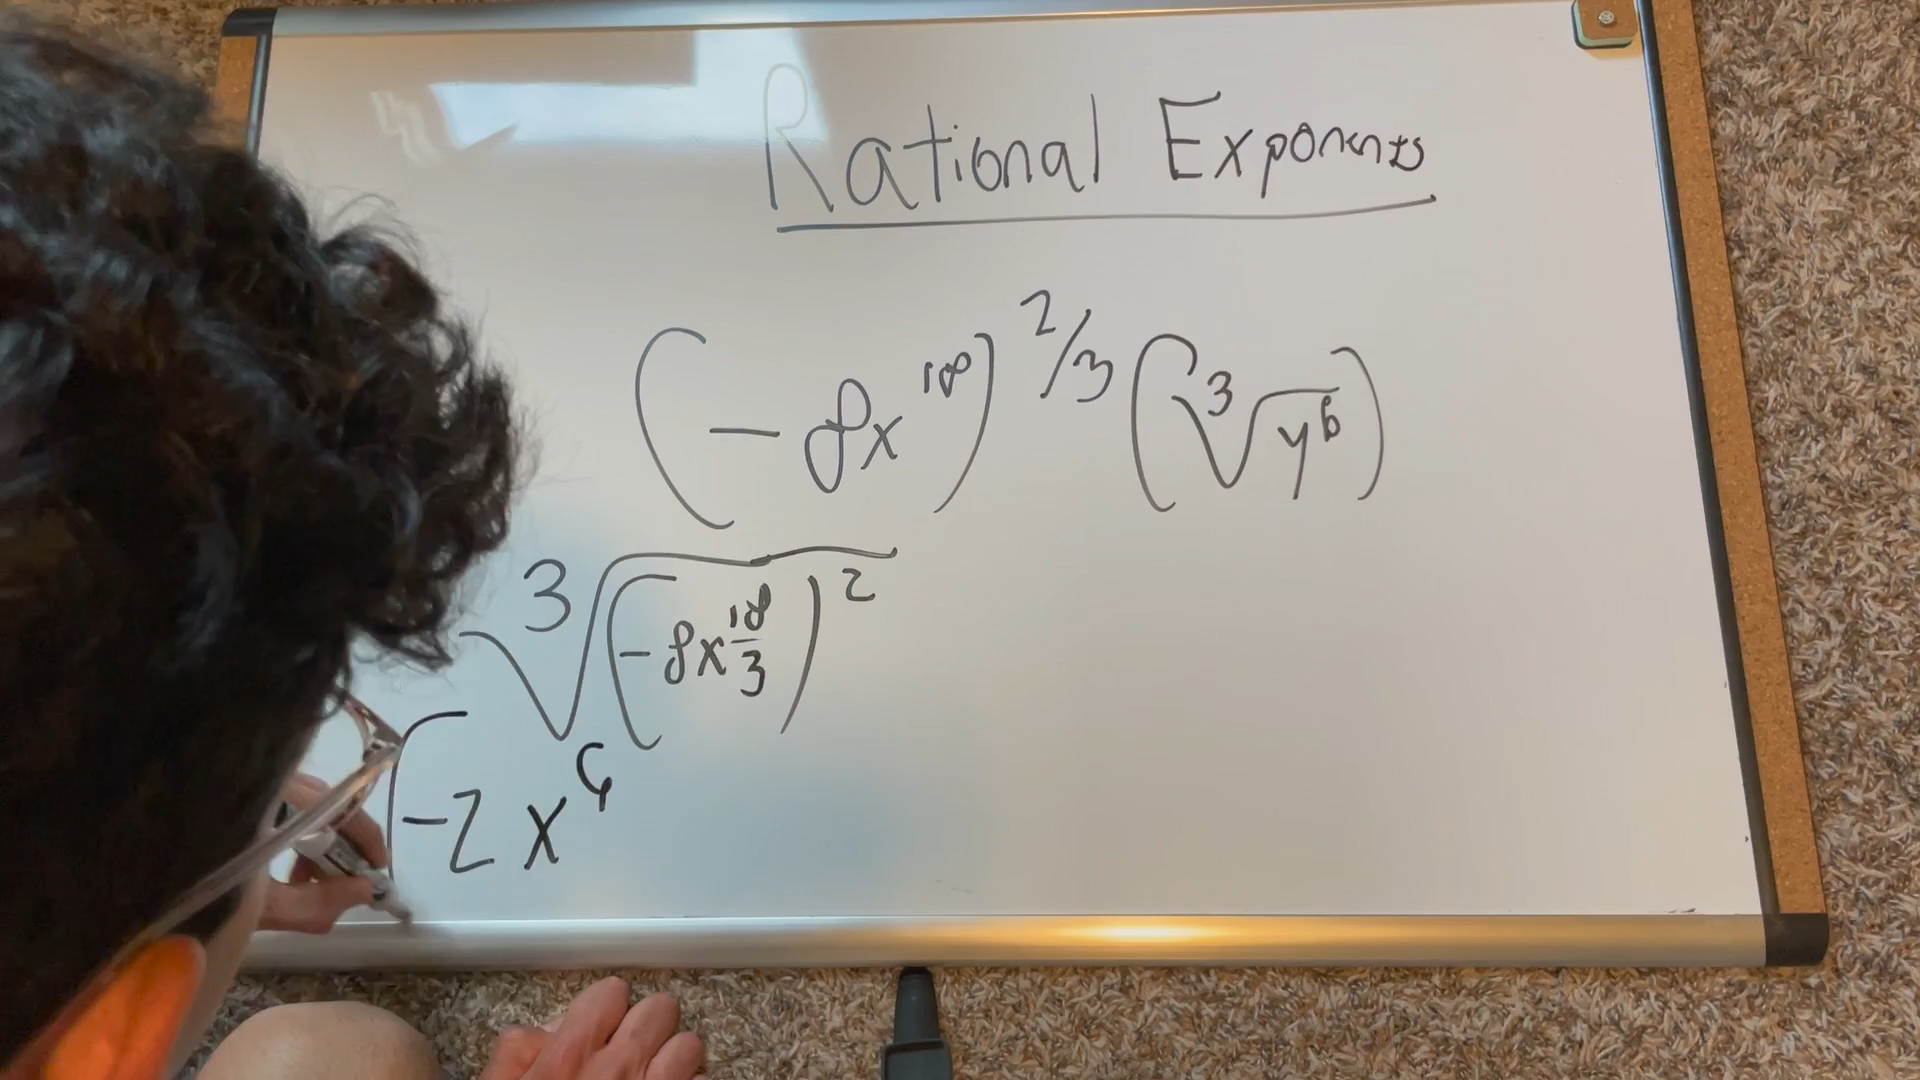 Rational Exponents
(-8x^18)^2/3 (∛y^6)
∛(-8x^18/3)^2
(-2x^6